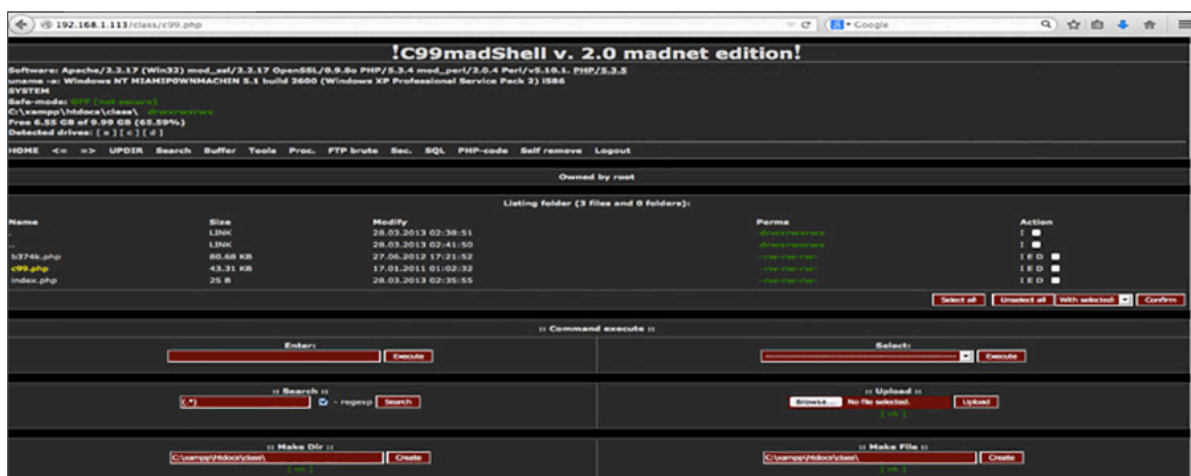 192.168.1.113/class/c99.php
Google
!C99madShell v. 2.0 madnet edition!
Software: Apache/2.2.17 (Win32) mod_ssl/2.2.17 OpenSSL/0.9.8o PHP/5.3.4 mod_perl/2.0.4 Perl/v5.10.1. PHP/5.3.5
uname -a: Windows NT MIAMIP0WNMACHIN 5.1 build 2600 (Windows XP Professional Service Pack 2) i586
SYSTEM
Safe-mode: OFF (not secure)
C:\xampp\htdocs\class\ drwxrwxrwx
Free 6.55 GB of 9.99 GB (65.59%)
Detected drives: [ a ] [ c ] [ d ]
HOME <= => UPDIR Search Buffer Tools Proc. FTP brute Sec. SQL PHP-code Self remove Logout
Owned by root
Listing folder (3 files and 0 folders):
Name Size Modify Perms Action
. LINK 28.03.2013 02:38:51 drwxrwxrwx I
.. LINK 28.03.2013 02:41:50 drwxrwxrwx I
b374k.php 80.68 KB 27.06.2012 17:21:52 -rw-rw-rw- I E D
c99.php 43.31 KB 17.01.2011 01:02:32 -rw-rw-rw- I E D
index.php 25 B 28.03.2013 02:35:55 -rw-rw-rw- I E D
Select all Unselect all With selected: Confirm
:: Command execute ::
Enter: Select:
Execute Execute
:: Search :: :: Upload ::
(.*) - regexp Search Browse... No file selected. Upload
[ ok ]
:: Make Dir :: :: Make File ::
C:\xampp\htdocs\class\ Create C:\xampp\htdocs\class\ Create
[ ok ] [ ok ]